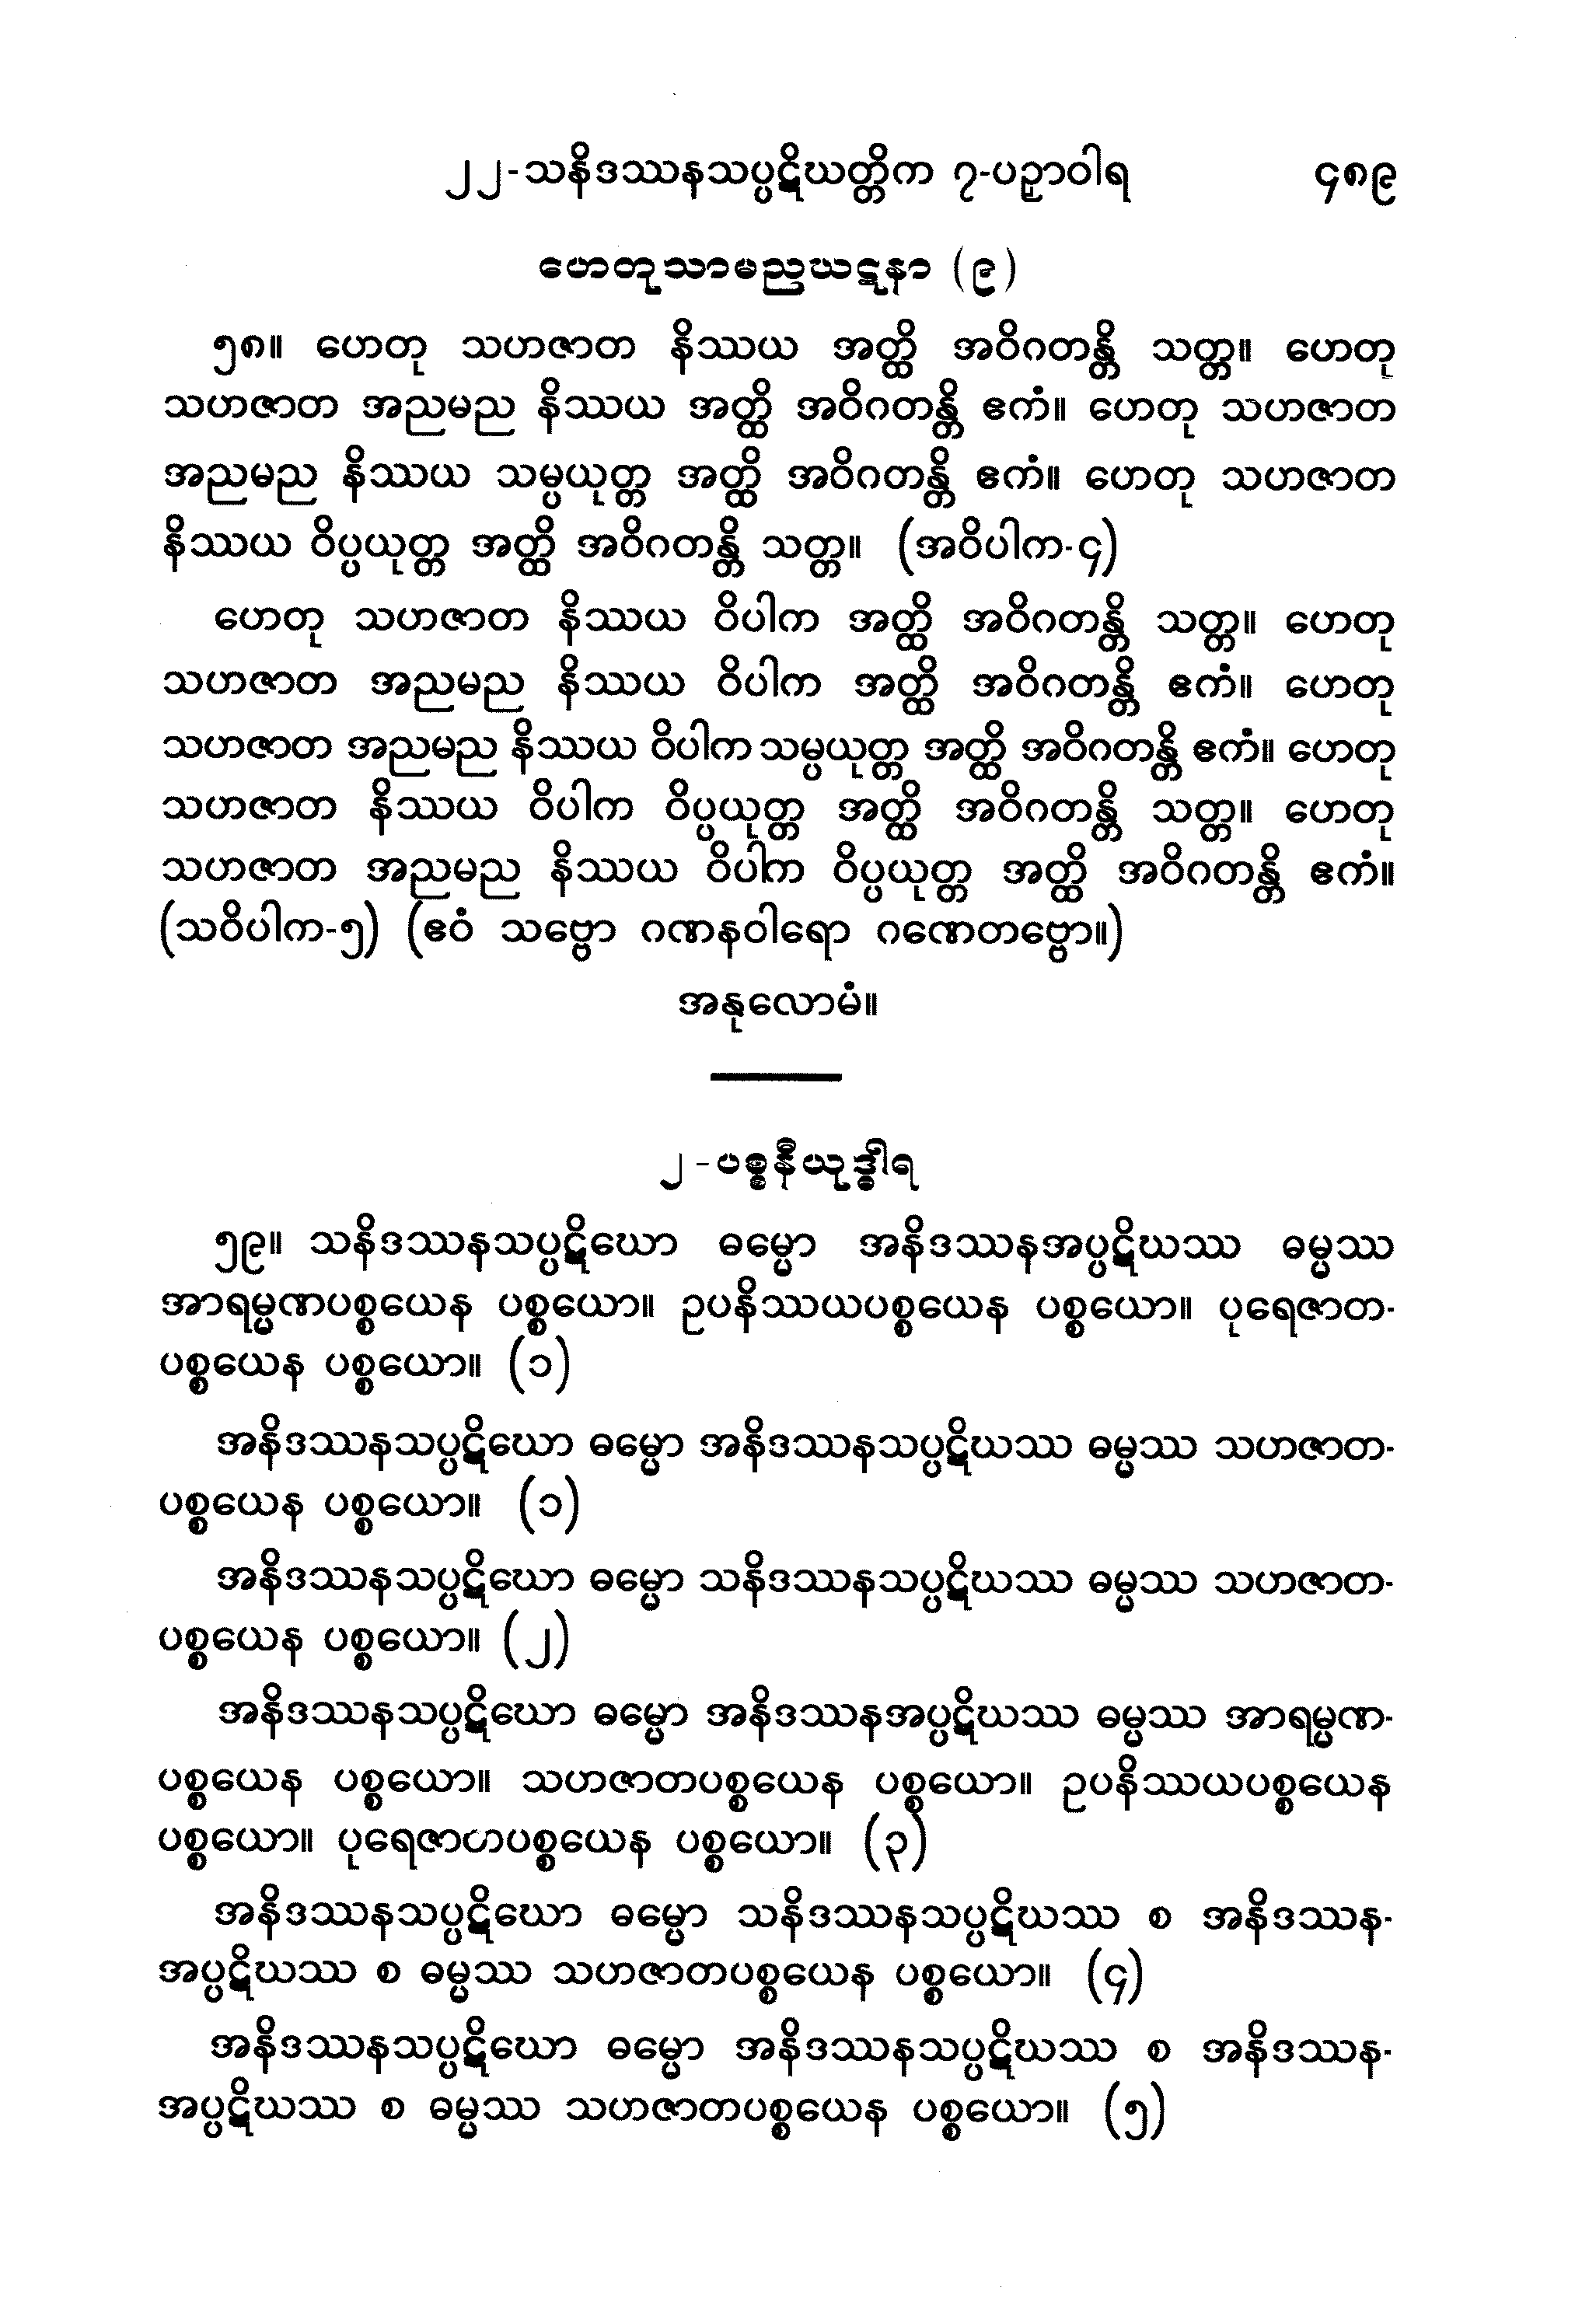 ၂၂-သနိဒဿနသပ္ပဋိဃတ္တိက ၇-ပဉှာဝါရ ၄၈၉
ဟေတုသာမညဃဋနာ (၉)
၅၈။ ဟေတု သဟဇာတ နိဿယ အတ္ထိ အဝိဂတန္တိ သတ္တ။ ဟေတု
သဟဇာတ အညမည နိဿယ အတ္ထိ အဝိဂတန္တိ ဧကံ။ ဟေတု သဟဇာတ
အညမည နိဿယ သမ္ပယုတ္တ အတ္ထိ အဝိဂတန္တိ ဧကံ။ ဟေတု သဟဇာတ
နိဿယ ဝိပ္ပယုတ္တ အတ္ထိ အဝိဂတန္တိ သတ္တ။ (အဝိပါက-၄)
ဟေတု သဟဇာတ နိဿယ ဝိပါက အတ္ထိ အဝိဂတန္တိ သတ္တ။ ဟေတု
သဟဇာတ အညမည နိဿယ ဝိပါက အတ္ထိ အဝိဂတန္တိ ဧကံ။ ဟေတု
သဟဇာတ အညမည နိဿယ ဝိပါက သမ္ပယုတ္တ အတ္ထိ အဝိဂတန္တိ ဧကံ။ ဟေတု
သဟဇာတ နိဿယ ဝိပါက ဝိပ္ပယုတ္တ အတ္ထိ အဝိဂတန္တိ သတ္တ။ ဟေတု
သဟဇာတ အညမည နိဿယ ဝိပါက ဝိပ္ပယုတ္တ အတ္ထိ အဝိဂတန္တိ ဧကံ။
(သဝိပါက-၅) (ဧဝံ သဗ္ဗော ဂဏနဝါရော ဂဏေတဗ္ဗော။)
အနုလောမံ။
၂-ပစ္စနီယုဒ္ဓါရ
၅၉။ သနိဒဿနသပ္ပဋိဃော ဓမ္မော အနိဒဿနအပ္ပဋိဃဿ ဓမ္မဿ
အာရမ္မဏပစ္စယေန ပစ္စယော။ ဥပနိဿယပစ္စယေန ပစ္စယော။ ပုရေဇာတ-
ပစ္စယေန ပစ္စယော။ (၁)
အနိဒဿနသပ္ပဋိဃော ဓမ္မော အနိဒဿနသပ္ပဋိဃဿ ဓမ္မဿ သဟဇာတ-
ပစ္စယေန ပစ္စယော။ (၁)
အနိဒဿနသပ္ပဋိဃော ဓမ္မော သနိဒဿနသပ္ပဋိဃဿ ဓမ္မဿ သဟဇာတ-
ပစ္စယေန ပစ္စယော။ (၂)
အနိဒဿနသပ္ပဋိဃော ဓမ္မော အနိဒဿနအပ္ပဋိဃဿ ဓမ္မဿ အာရမ္မဏ-
ပစ္စယေန ပစ္စယော။ သဟဇာတပစ္စယေန ပစ္စယော။ ဥပနိဿယပစ္စယေန
ပစ္စယော။ ပုရေဇာတပစ္စယေန ပစ္စယော။ (၃)
အနိဒဿနသပ္ပဋိဃော ဓမ္မော သနိဒဿနသပ္ပဋိဃဿ စ အနိဒဿန-
အပ္ပဋိဃဿ စ ဓမ္မဿ သဟဇာတပစ္စယေန ပစ္စယော။ (၄)
အနိဒဿနသပ္ပဋိဃော ဓမ္မော အနိဒဿနသပ္ပဋိဃဿ စ အနိဒဿန-
အပ္ပဋိဃဿ စ ဓမ္မဿ သဟဇာတပစ္စယေန ပစ္စယော။ (၅)